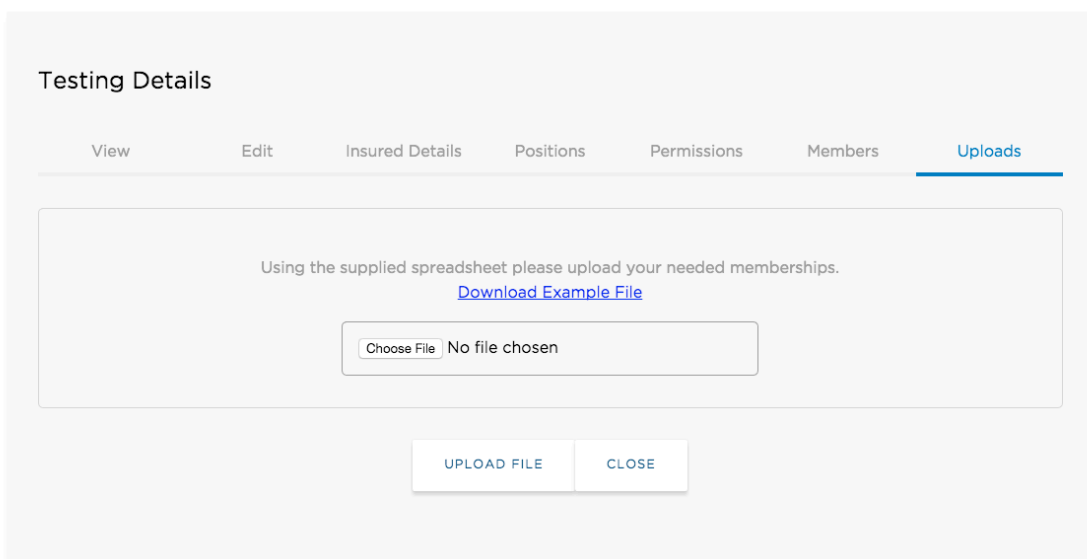 Testing Details
View Edit Insured Details Positions Permissions Members Uploads
Using the supplied spreadsheet please upload your needed memberships.
Download Example File
Choose File No file chosen
UPLOAD FILE CLOSE